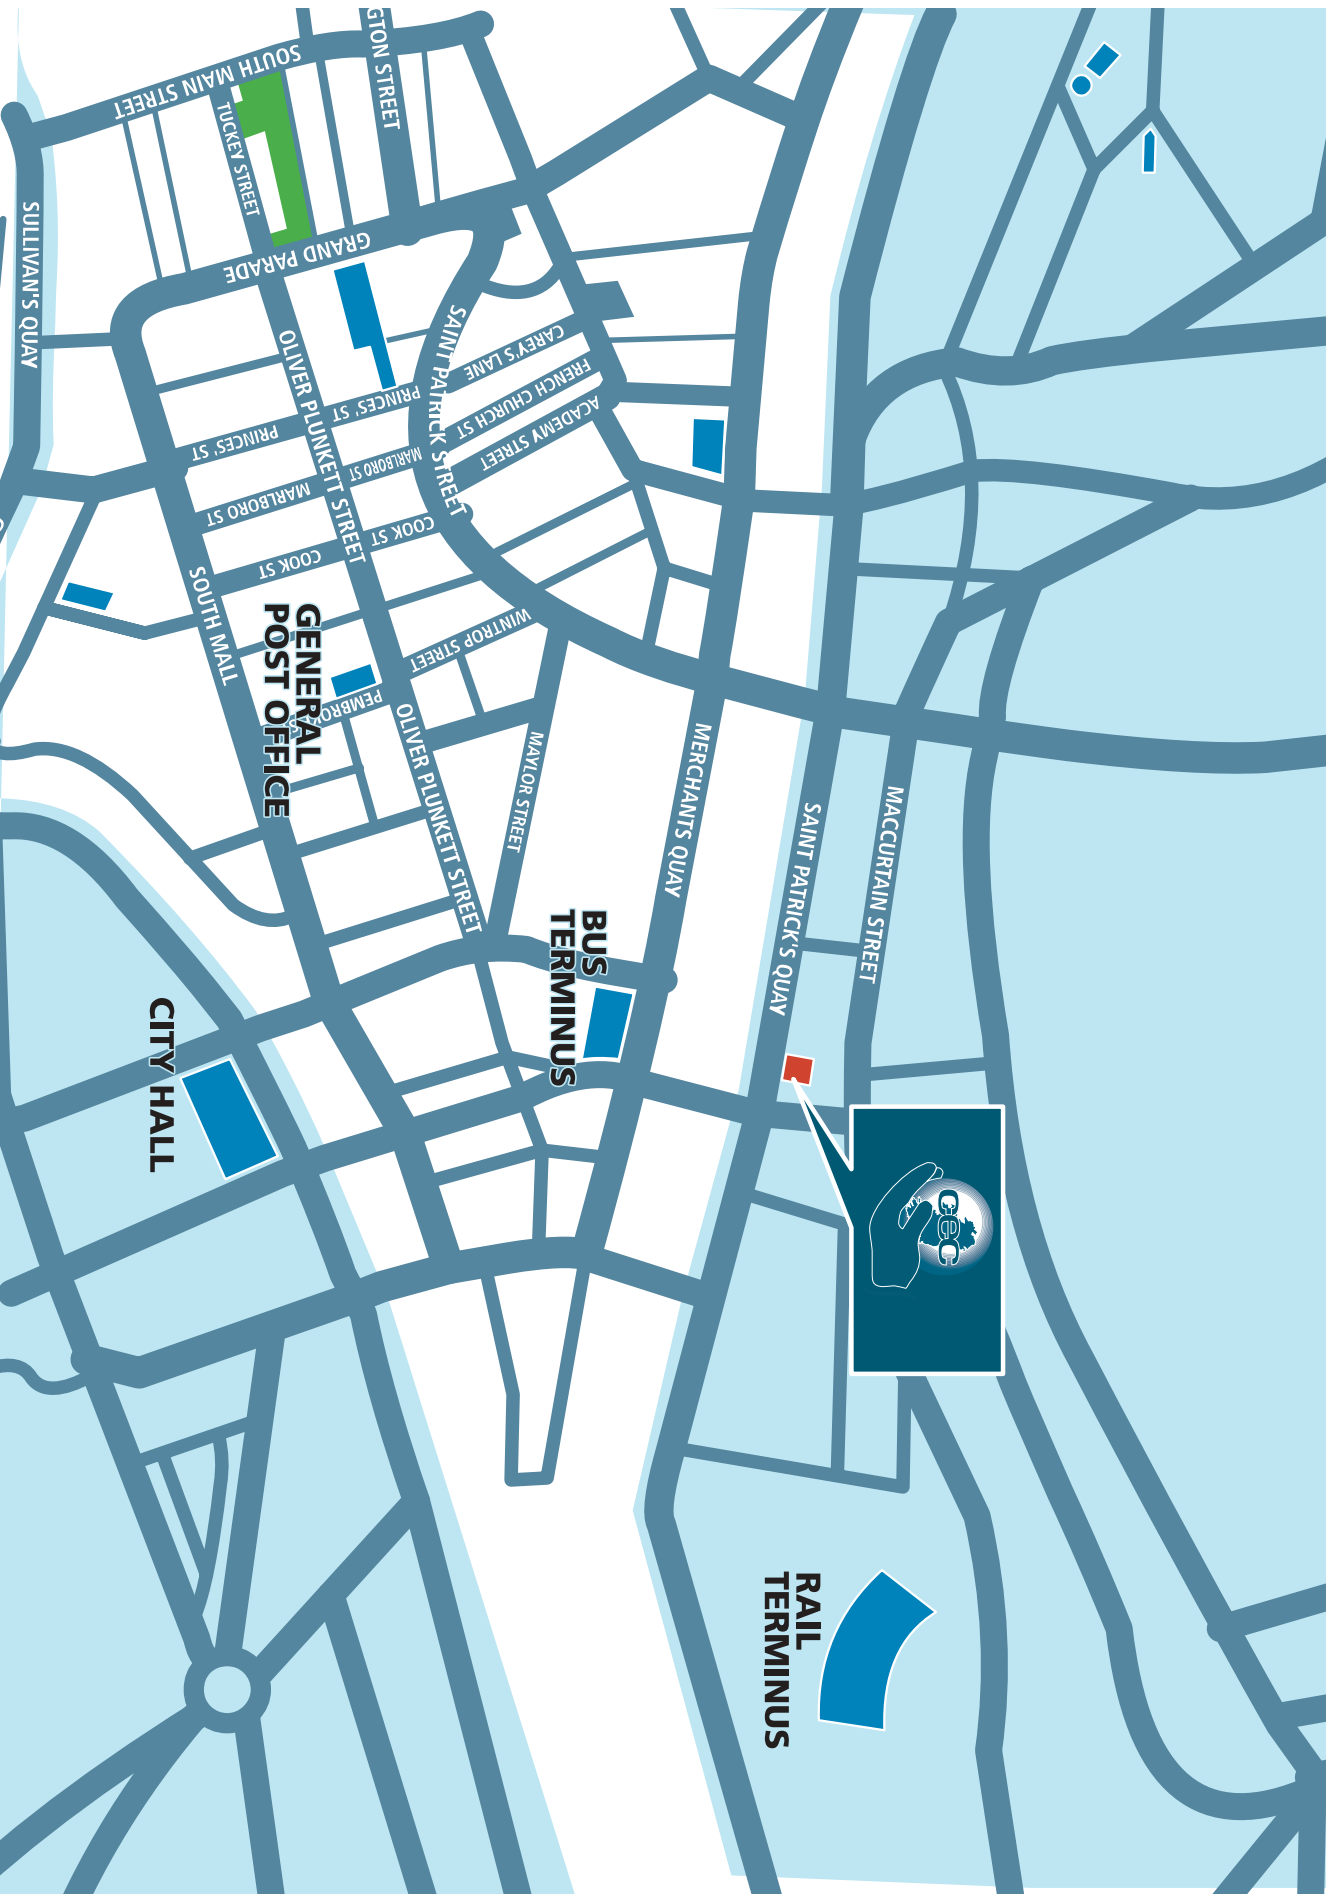 SOUTH MAIN STREET
GTON STREET
TUCKEY STREET
SULLIVAN'S QUAY
GRAND PARADE
OLIVER PLUNKETT STREET
SAINT PATRICK STREET
CAREY'S LANE
FRENCH CHURCH ST
ACADEMY STREET
PRINCES' ST
PRINCES' ST
MARLBORO ST
MARLBORO ST
COOK ST
COOK ST
SOUTH MALL
WINTROP STREET
GENERAL
POST OFFICE
OLIVER PLUNKETT STREET
MAYLOR STREET
MERCHANTS QUAY
SAINT PATRICK'S QUAY
MACCURTAIN STREET
BUS
TERMINUS
CITY HALL
cec
RAIL
TERMINUS